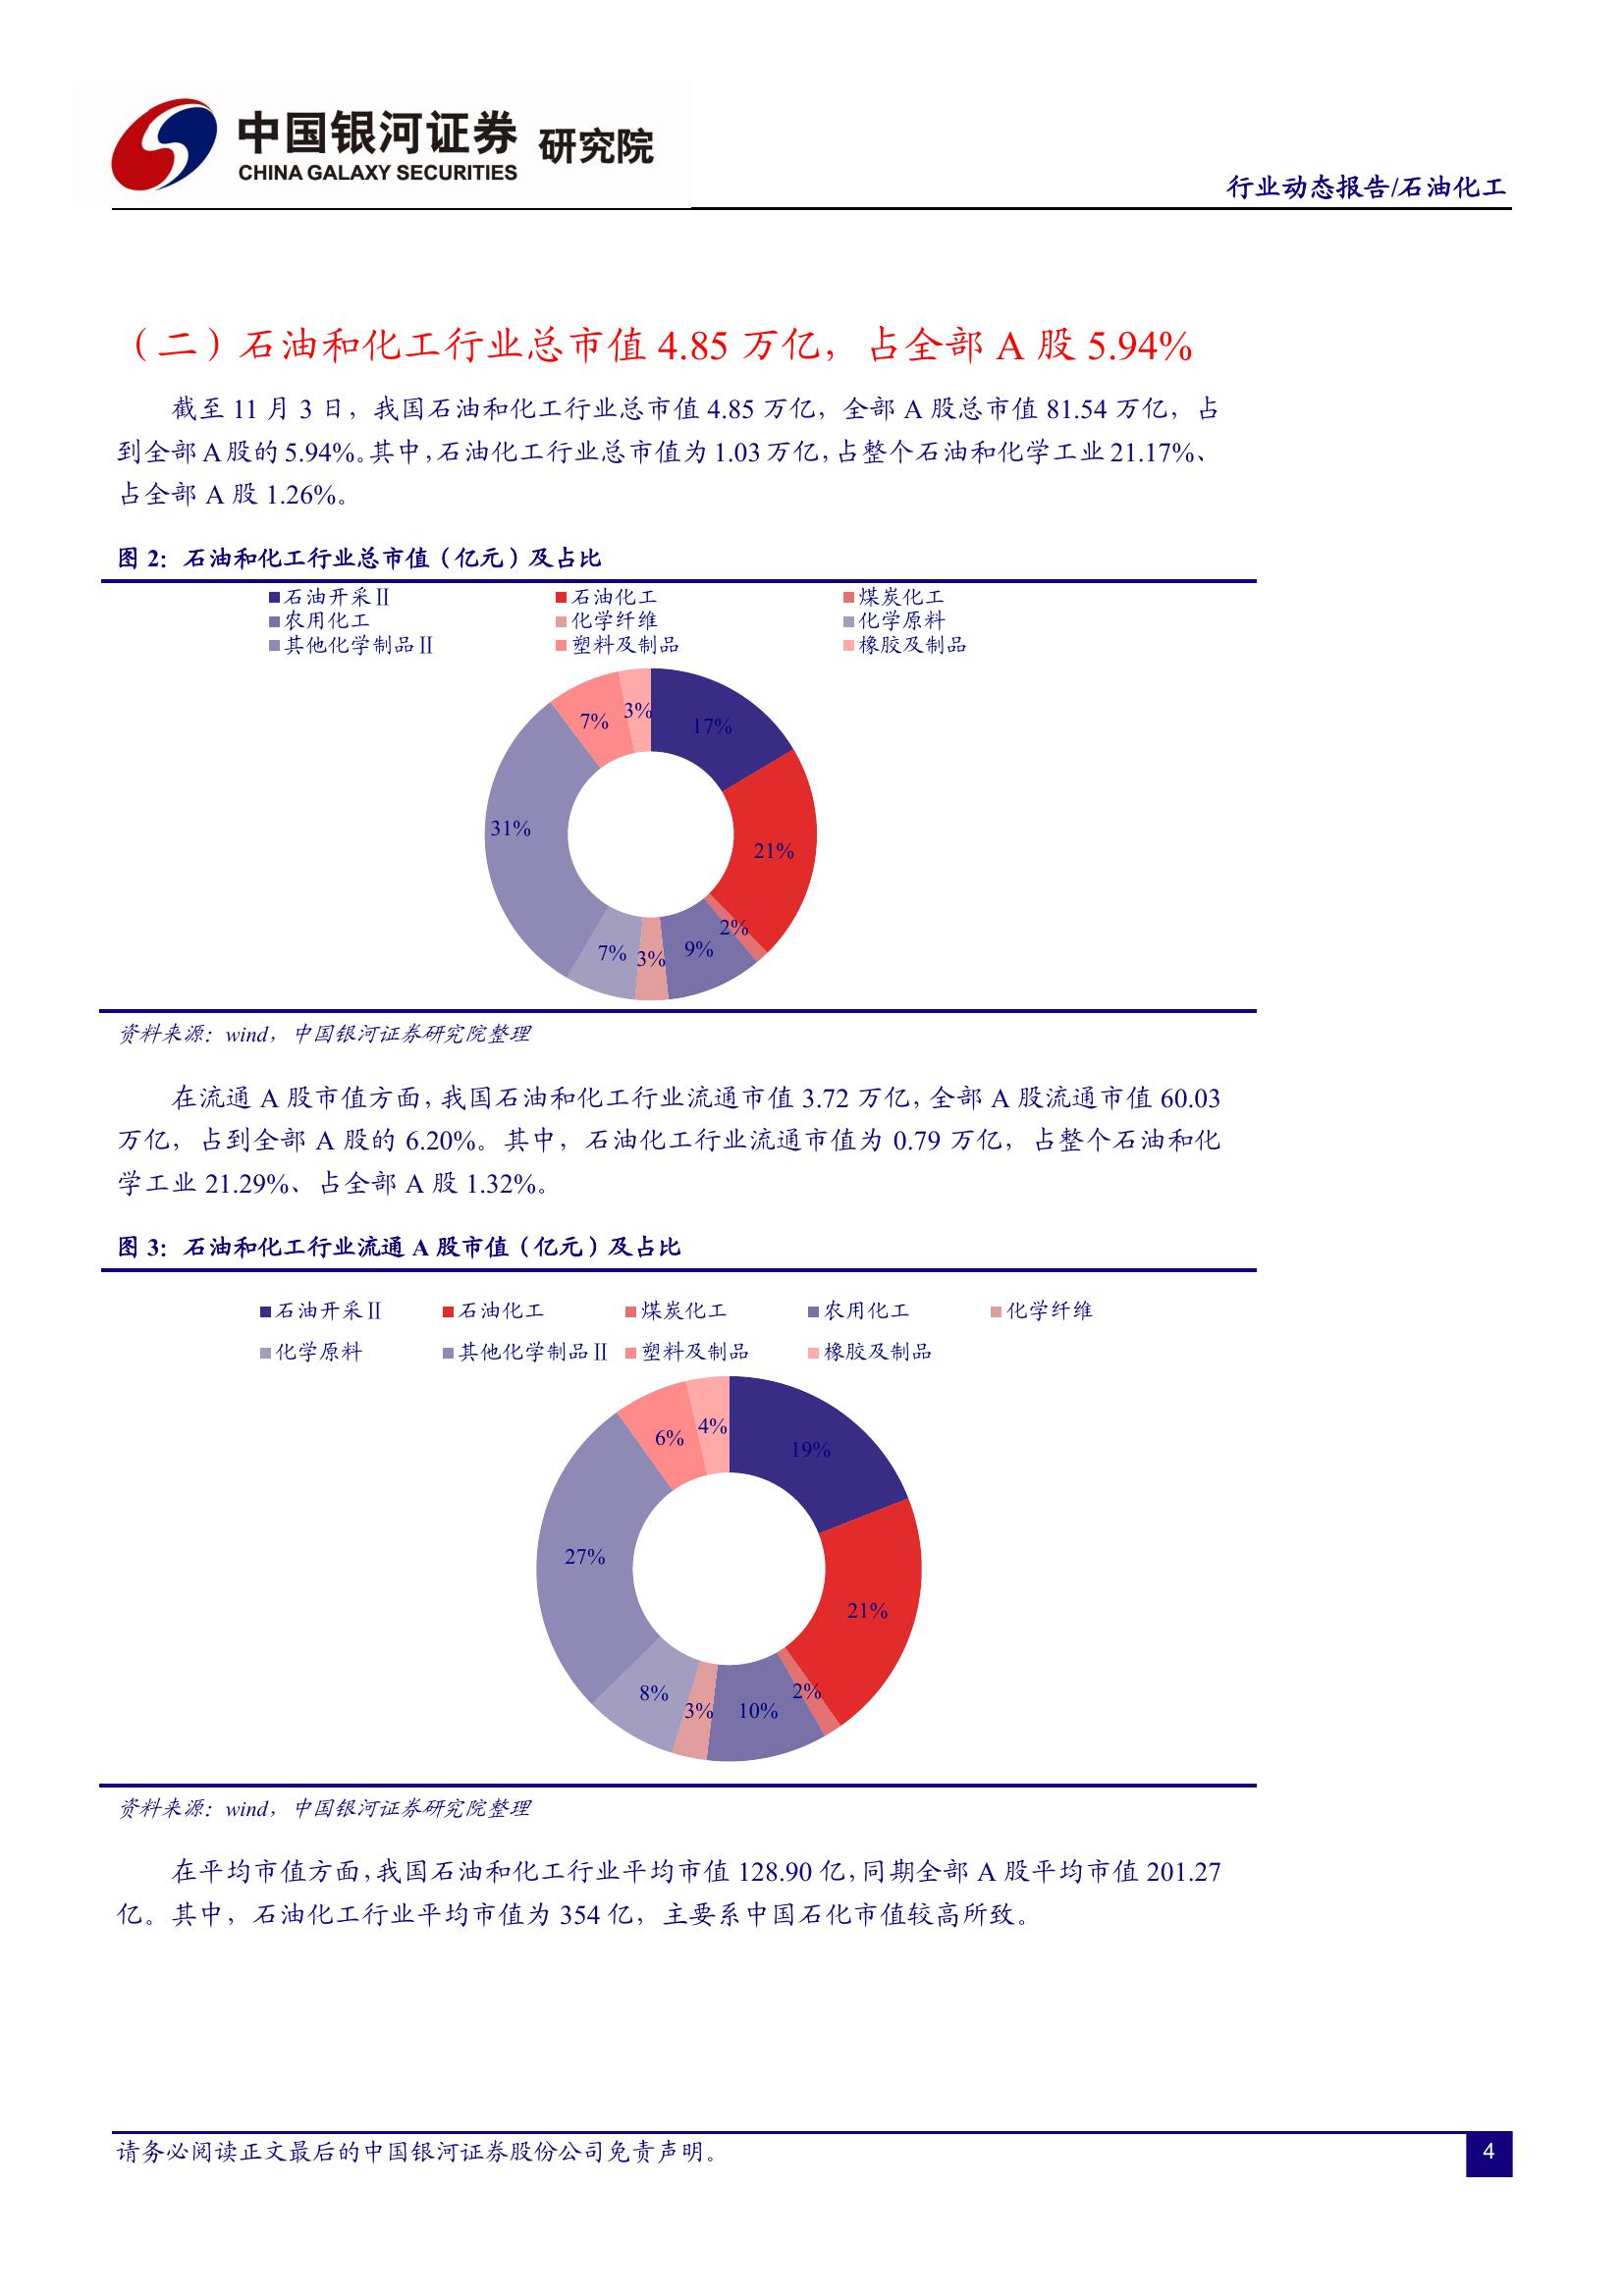 中国银河证券 研究院
CHINA GALAXY SECURITIES
行业动态报告/石油化工
（二）石油和化工行业总市值 4.85 万亿，占全部 A 股 5.94%
截至 11 月 3 日，我国石油和化工行业总市值 4.85 万亿，全部 A 股总市值 81.54 万亿，占
到全部 A 股的 5.94%。其中，石油化工行业总市值为 1.03 万亿，占整个石油和化学工业 21.17%、
占全部 A 股 1.26%。
图 2：石油和化工行业总市值（亿元）及占比
石油开采Ⅱ 石油化工 煤炭化工
农用化工 化学纤维 化学原料
其他化学制品Ⅱ 塑料及制品 橡胶及制品
3%
7%
17%
31%
21%
2%
9%
7%
3%
资料来源：wind，中国银河证券研究院整理
在流通 A 股市值方面，我国石油和化工行业流通市值 3.72 万亿，全部 A 股流通市值 60.03
万亿，占到全部 A 股的 6.20%。其中，石油化工行业流通市值为 0.79 万亿，占整个石油和化
学工业 21.29%、占全部 A 股 1.32%。
图 3：石油和化工行业流通 A 股市值（亿元）及占比
石油开采Ⅱ 石油化工 煤炭化工 农用化工 化学纤维
化学原料 其他化学制品Ⅱ 塑料及制品 橡胶及制品
4%
6%
19%
27%
21%
2%
8%
3%
10%
资料来源：wind，中国银河证券研究院整理
在平均市值方面，我国石油和化工行业平均市值 128.90 亿，同期全部 A 股平均市值 201.27
亿。其中，石油化工行业平均市值为 354 亿，主要系中国石化市值较高所致。
请务必阅读正文最后的中国银河证券股份公司免责声明。
4